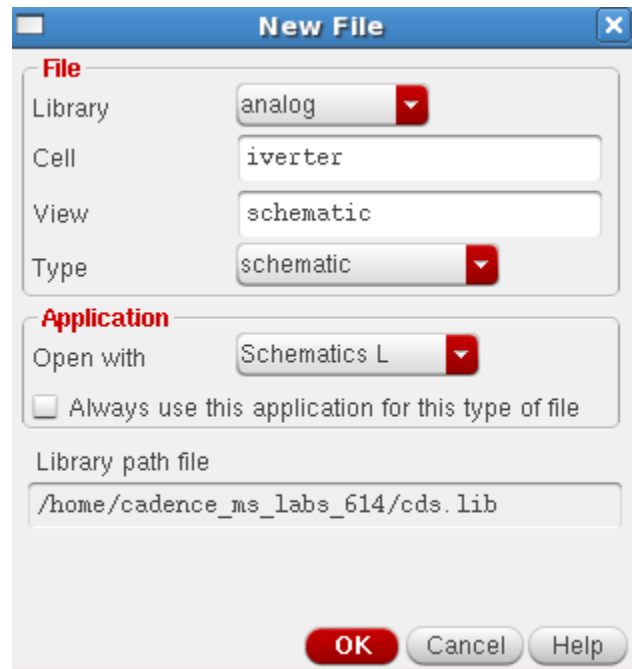 New File
File
Library analog
Cell iverter
View schematic
Type schematic
Application
Open with Schematics L
Always use this application for this type of file
Library path file
/home/cadence_ms_labs_614/cds.lib
OK Cancel Help